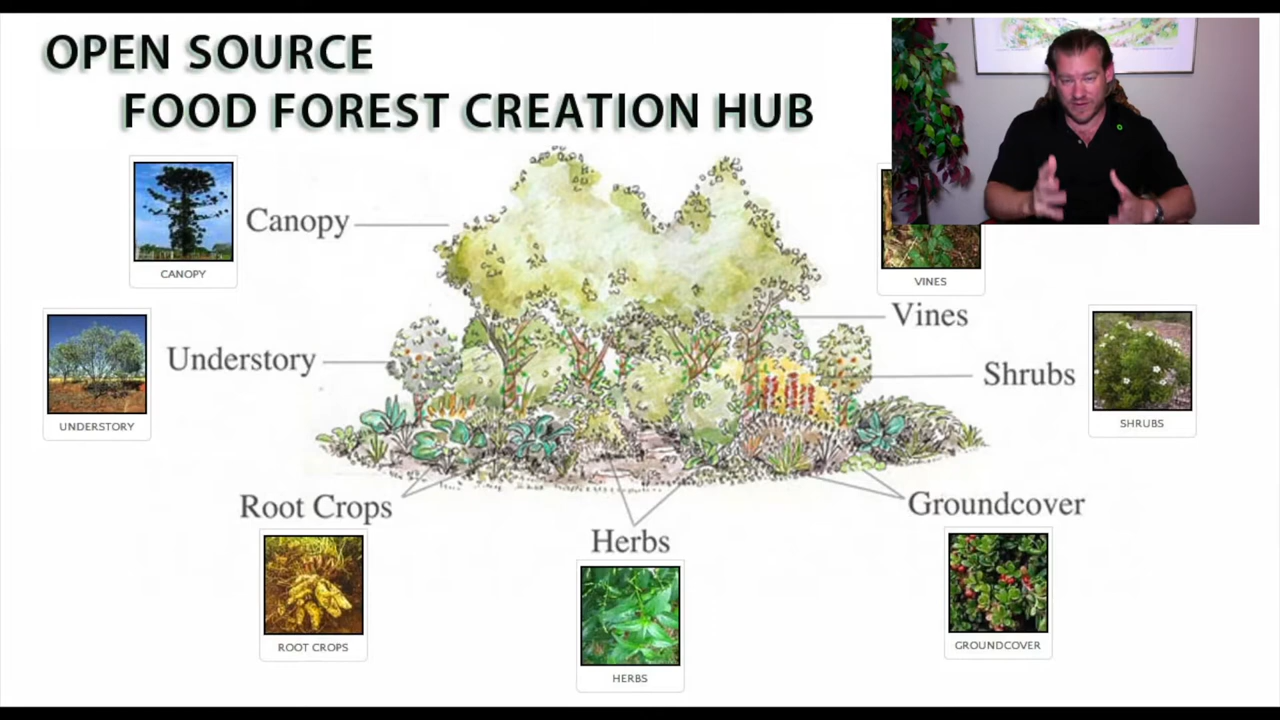 OPEN SOURCE
FOOD FOREST CREATION HUB
Canopy
CANOPY
VINES
Vines
Understory
UNDERSTORY
Shrubs
SHRUBS
Root Crops
ROOT CROPS
Herbs
HERBS
Groundcover
GROUNDCOVER